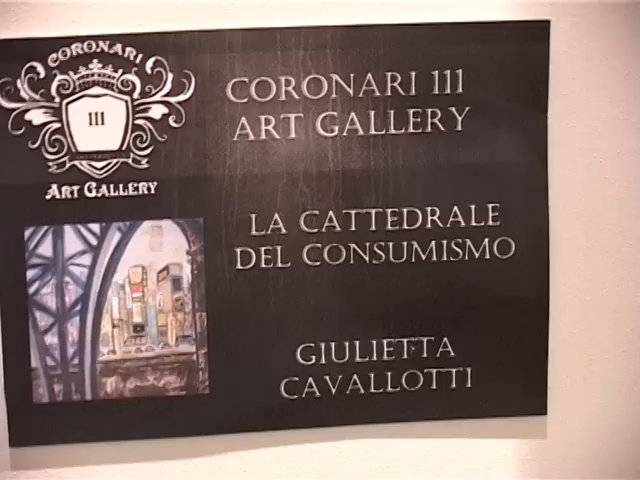 CORONARI
111
ART GALLERY
CORONARI 111
ART GALLERY
LA CATTEDRALE
DEL CONSUMISMO
GIULIETTA
CAVALLOTTI